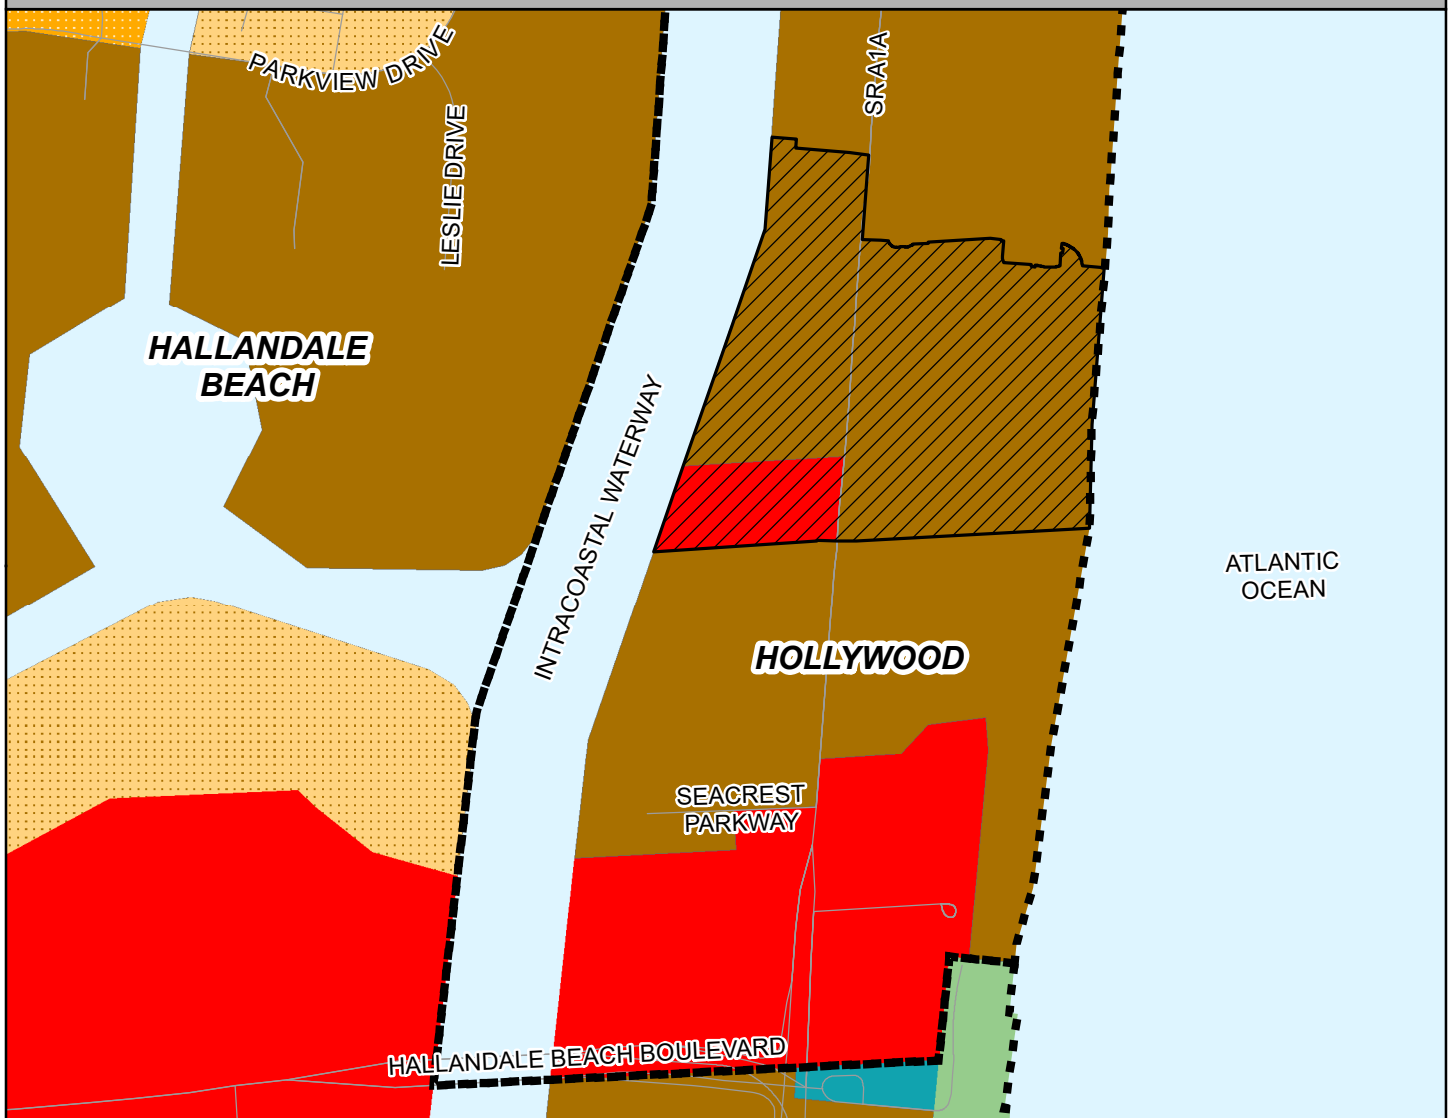 PARKVIEW DRIVE
SRA1A
LESLIE DRIVE
HALLANDALE
BEACH
INTRACOASTAL WATERWAY
ATLANTIC
OCEAN
HOLLYWOOD
SEACREST
PARKWAY
HALLANDALE BEACH BOULEVARD